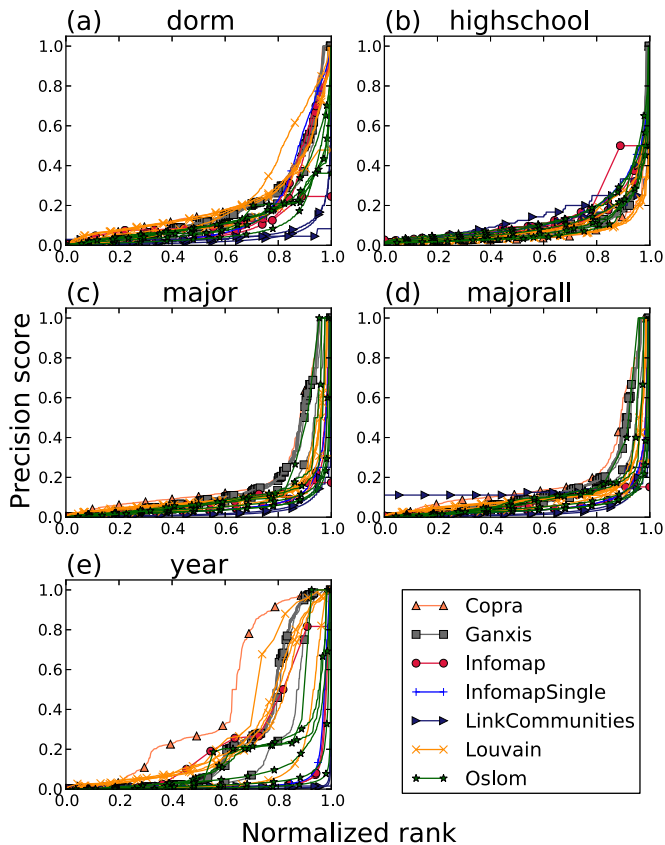 (a) dorm
(b) highschool
1.0
0.8
0.6
0.4
0.2
0.0
0.0 0.2 0.4 0.6 0.8 1.0
1.0
0.8
0.6
0.4
0.2
0.0
0.0 0.2 0.4 0.6 0.8 1.0
(c) major
(d) majorall
1.0
0.8
0.6
0.4
0.2
0.0
0.0 0.2 0.4 0.6 0.8 1.0
1.0
0.8
0.6
0.4
0.2
0.0
0.0 0.2 0.4 0.6 0.8 1.0
Precision score
(e) year
1.0
0.8
0.6
0.4
0.2
0.0
0.0 0.2 0.4 0.6 0.8 1.0
Copra
Ganxis
Infomap
InfomapSingle
LinkCommunities
Louvain
Oslom
Normalized rank